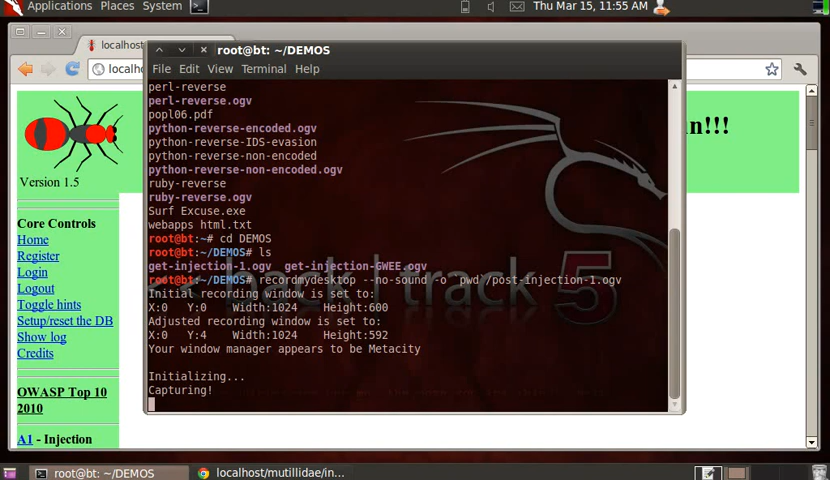 Applications Places System
Thu Mar 15, 11:55 AM
localhost
localh
root@bt: ~/DEMOS
File Edit View Terminal Help
perl-reverse
perl-reverse.ogv
popl06.pdf
python-reverse-encoded.ogv
python-reverse-IDS-evasion
python-reverse-non-encoded
python-reverse-non-encoded.ogv
ruby-reverse
ruby-reverse.ogv
Surf Excuse.exe
webapps html.txt
root@bt:~# cd DEMOS
root@bt:~/DEMOS# ls
get-injection-1.ogv get-injection-GWEE.ogv
root@bt:~/DEMOS# recordmydesktop --no-sound -o `pwd`/post-injection-1.ogv
Initial recording window is set to:
X:0 Y:0 Width:1024 Height:600
Adjusted recording window is set to:
X:0 Y:4 Width:1024 Height:592
Your window manager appears to be Metacity
Initializing...
Capturing!
<< back | track 5
n!!!
Version 1.5
Core Controls
Home
Register
Login
Logout
Toggle hints
Setup/reset the DB
Show log
Credits
OWASP Top 10
2010
A1 - Injection
root@bt: ~/DEMOS
localhost/mutillidae/in...